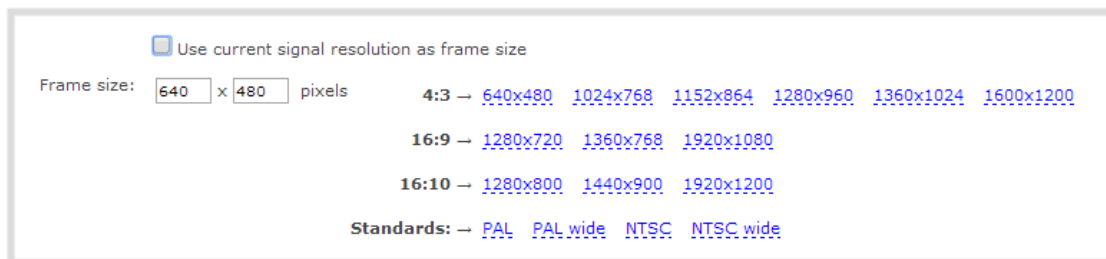 Use current signal resolution as frame size
Frame size: 640 x 480 pixels 4:3 → 640x480 1024x768 1152x864 1280x960 1360x1024 1600x1200
16:9 → 1280x720 1360x768 1920x1080
16:10 → 1280x800 1440x900 1920x1200
Standards: → PAL PAL wide NTSC NTSC wide